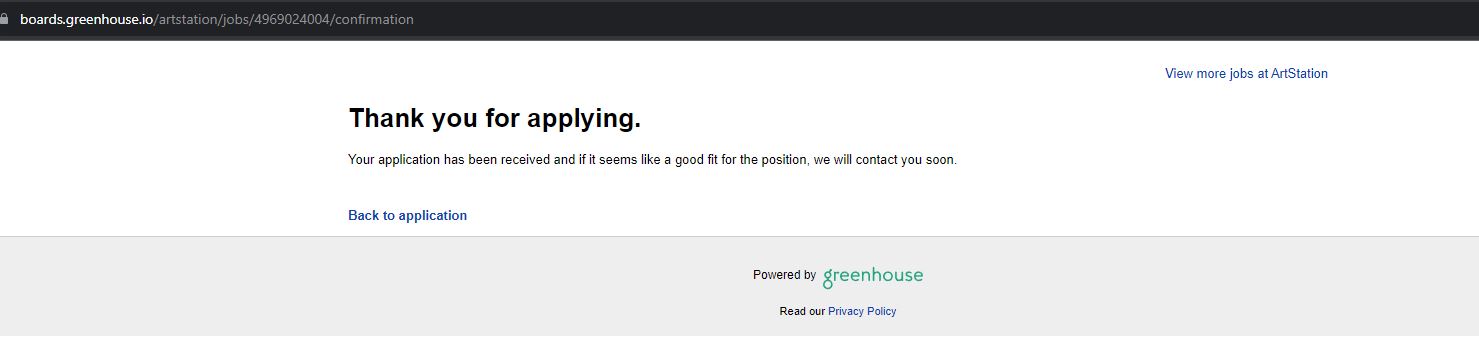 boards.greenhouse.io/artstation/jobs/4969024004/confirmation
View more jobs at ArtStation
Thank you for applying.
Your application has been received and if it seems like a good fit for the position, we will contact you soon.
Back to application
Powered by greenhouse
Read our Privacy Policy